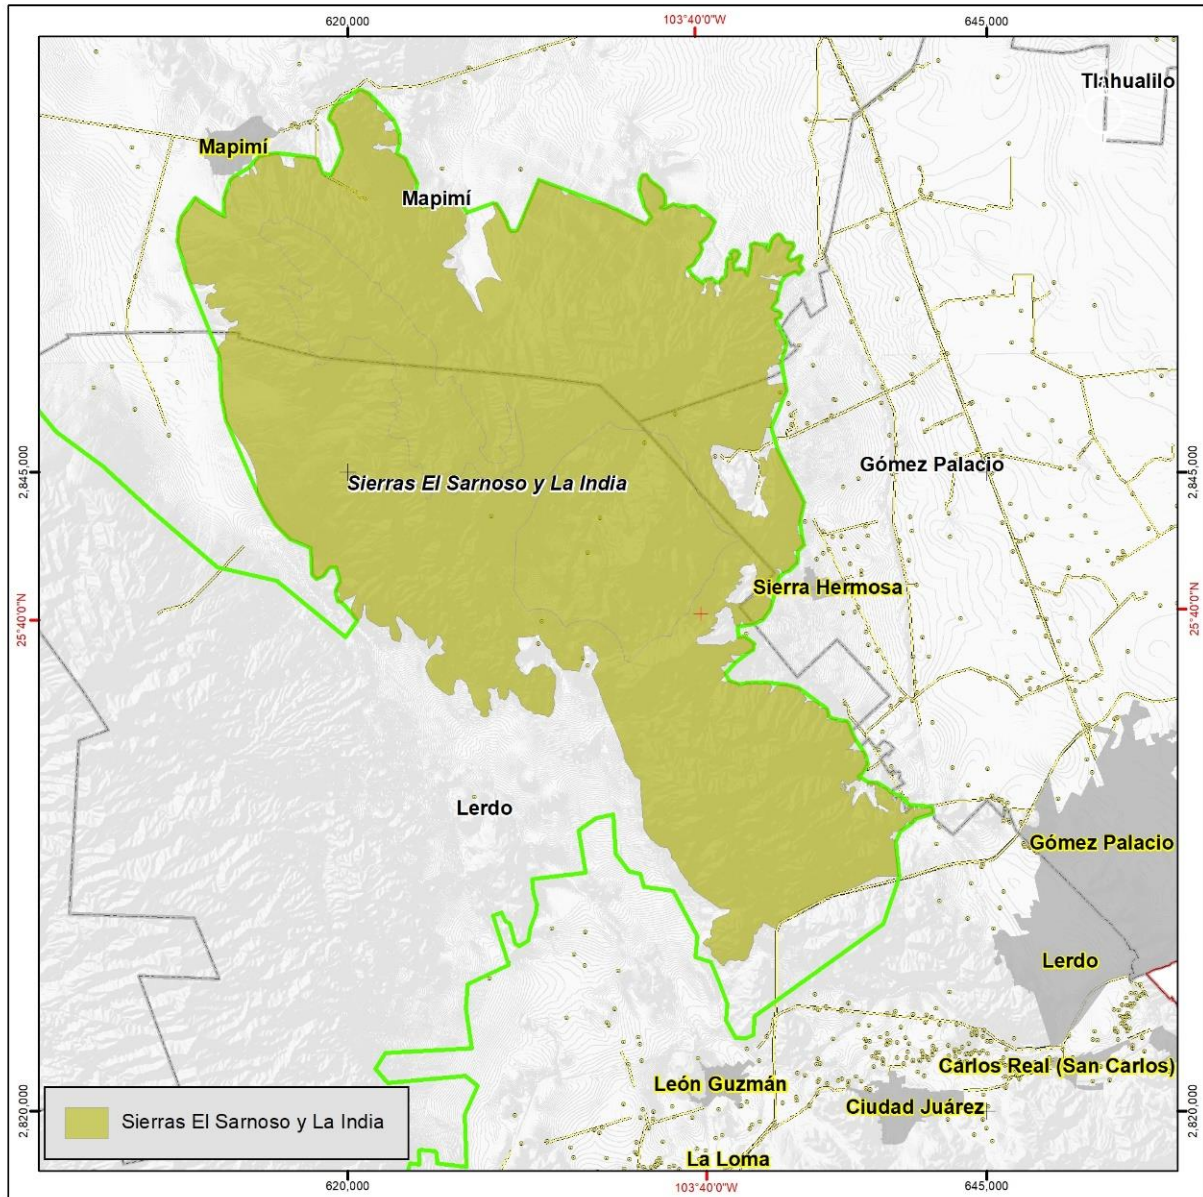 620,000
103°40'0"W
645,000
Tlahualilo
Mapimí
Mapimí
Gómez Palacio
2,845,000
2,845,000
Sierras El Sarnoso y La India
Sierra Hermosa
25°40'0"N
25°40'0"N
Lerdo
Gómez Palacio
Lerdo
Carlos Real (San Carlos)
León Guzmán
Ciudad Juárez
2,820,000
2,820,000
Sierras El Sarnoso y La India
La Loma
620,000
103°40'0"W
645,000